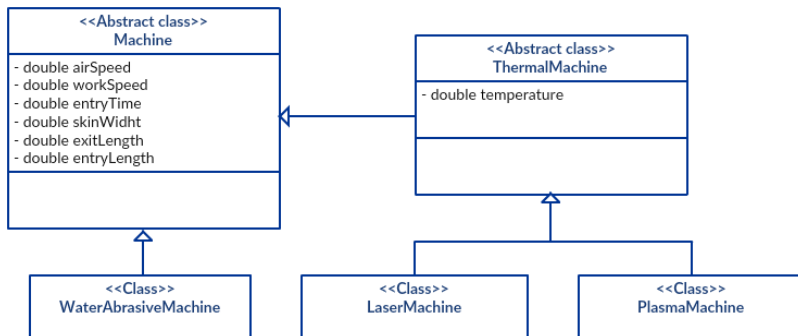 <<Abstract class>>
Machine
- double airSpeed
- double workSpeed
- double entryTime
- double skinWidht
- double exitLength
- double entryLength
<<Abstract class>>
ThermalMachine
- double temperature
<<Class>>
WaterAbrasiveMachine
<<Class>>
LaserMachine
<<Class>>
PlasmaMachine